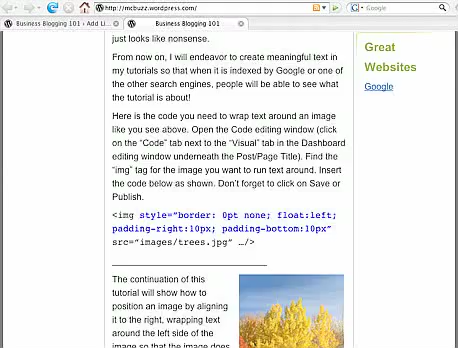 http://mcbuzz.wordpress.com/
Google
Business Blogging 101 › Add Li...
Business Blogging 101
just looks like nonsense.
From now on, I will endeavor to create meaningful text in
my tutorials so that when it is indexed by Google or one of
the other search engines, people will be able to see what
the tutorial is about!
Here is the code you need to wrap text around an image
like you see above. Open the Code editing window (click
on the “Code” tab next to the “Visual” tab in the Dashboard
editing window underneath the Post/Page Title). Find the
“img” tag for the image you want to run text around. Insert
the code below as shown. Don’t forget to click on Save or
Publish.
<img style=”border: 0pt none; float:left;
padding-right:10px; padding-bottom:10px”
src=”images/trees.jpg” …/>
The continuation of this
tutorial will show how to
position an image by aligning
it to the right, wrapping text
around the left side of the
image so that the image does
Great
Websites
Google